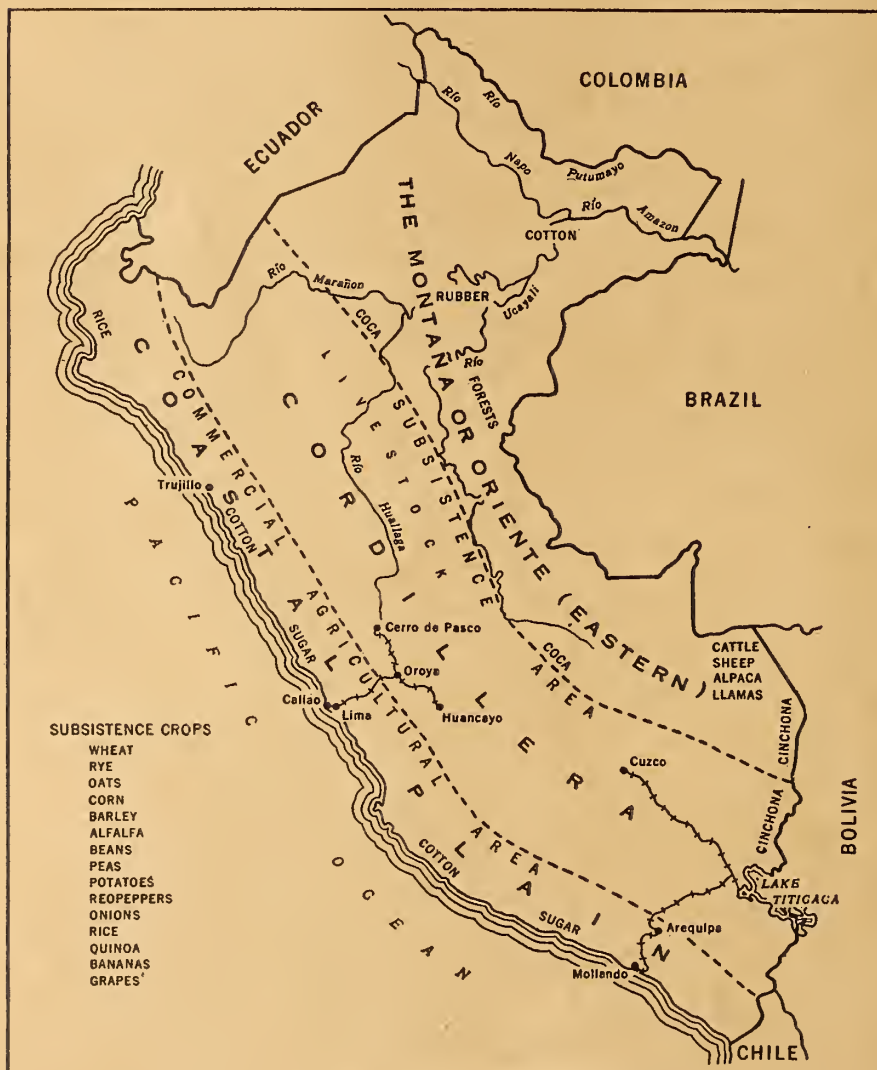 COLOMBIA
ECUADOR
Río
Río
Napo
Putumayo
Río
Amazon
THE MONTAÑA OR ORIENTE (EASTERN)
COTTON
Río
Marañon
RUBBER
Ucayali
Río
COCA
FORESTS
BRAZIL
RICE
COASTAL PLAIN
COMMERCIAL AGRICULTURAL AREA
CORDILLERA
LIVESTOCK
SUBSISTENCE AREA
Río
Huallaga
Trujillo
COTTON
PACIFIC OCEAN
SUGAR
Cerro de Pasco
Oroya
Callao
Lima
Huancayo
COCA
CATTLE
SHEEP
ALPACA
LLAMAS
CINCHONA
CINCHONA
BOLIVIA
Cuzco
LAKE
TITIGAGA
COTTON
SUGAR
Arequipa
Mollando
CHILE
SUBSISTENCE CROPS
WHEAT
RYE
OATS
CORN
BARLEY
ALFALFA
BEANS
PEAS
POTATOES
REOPEPPERS
ONIONS
RICE
QUINOA
BANANAS
GRAPES